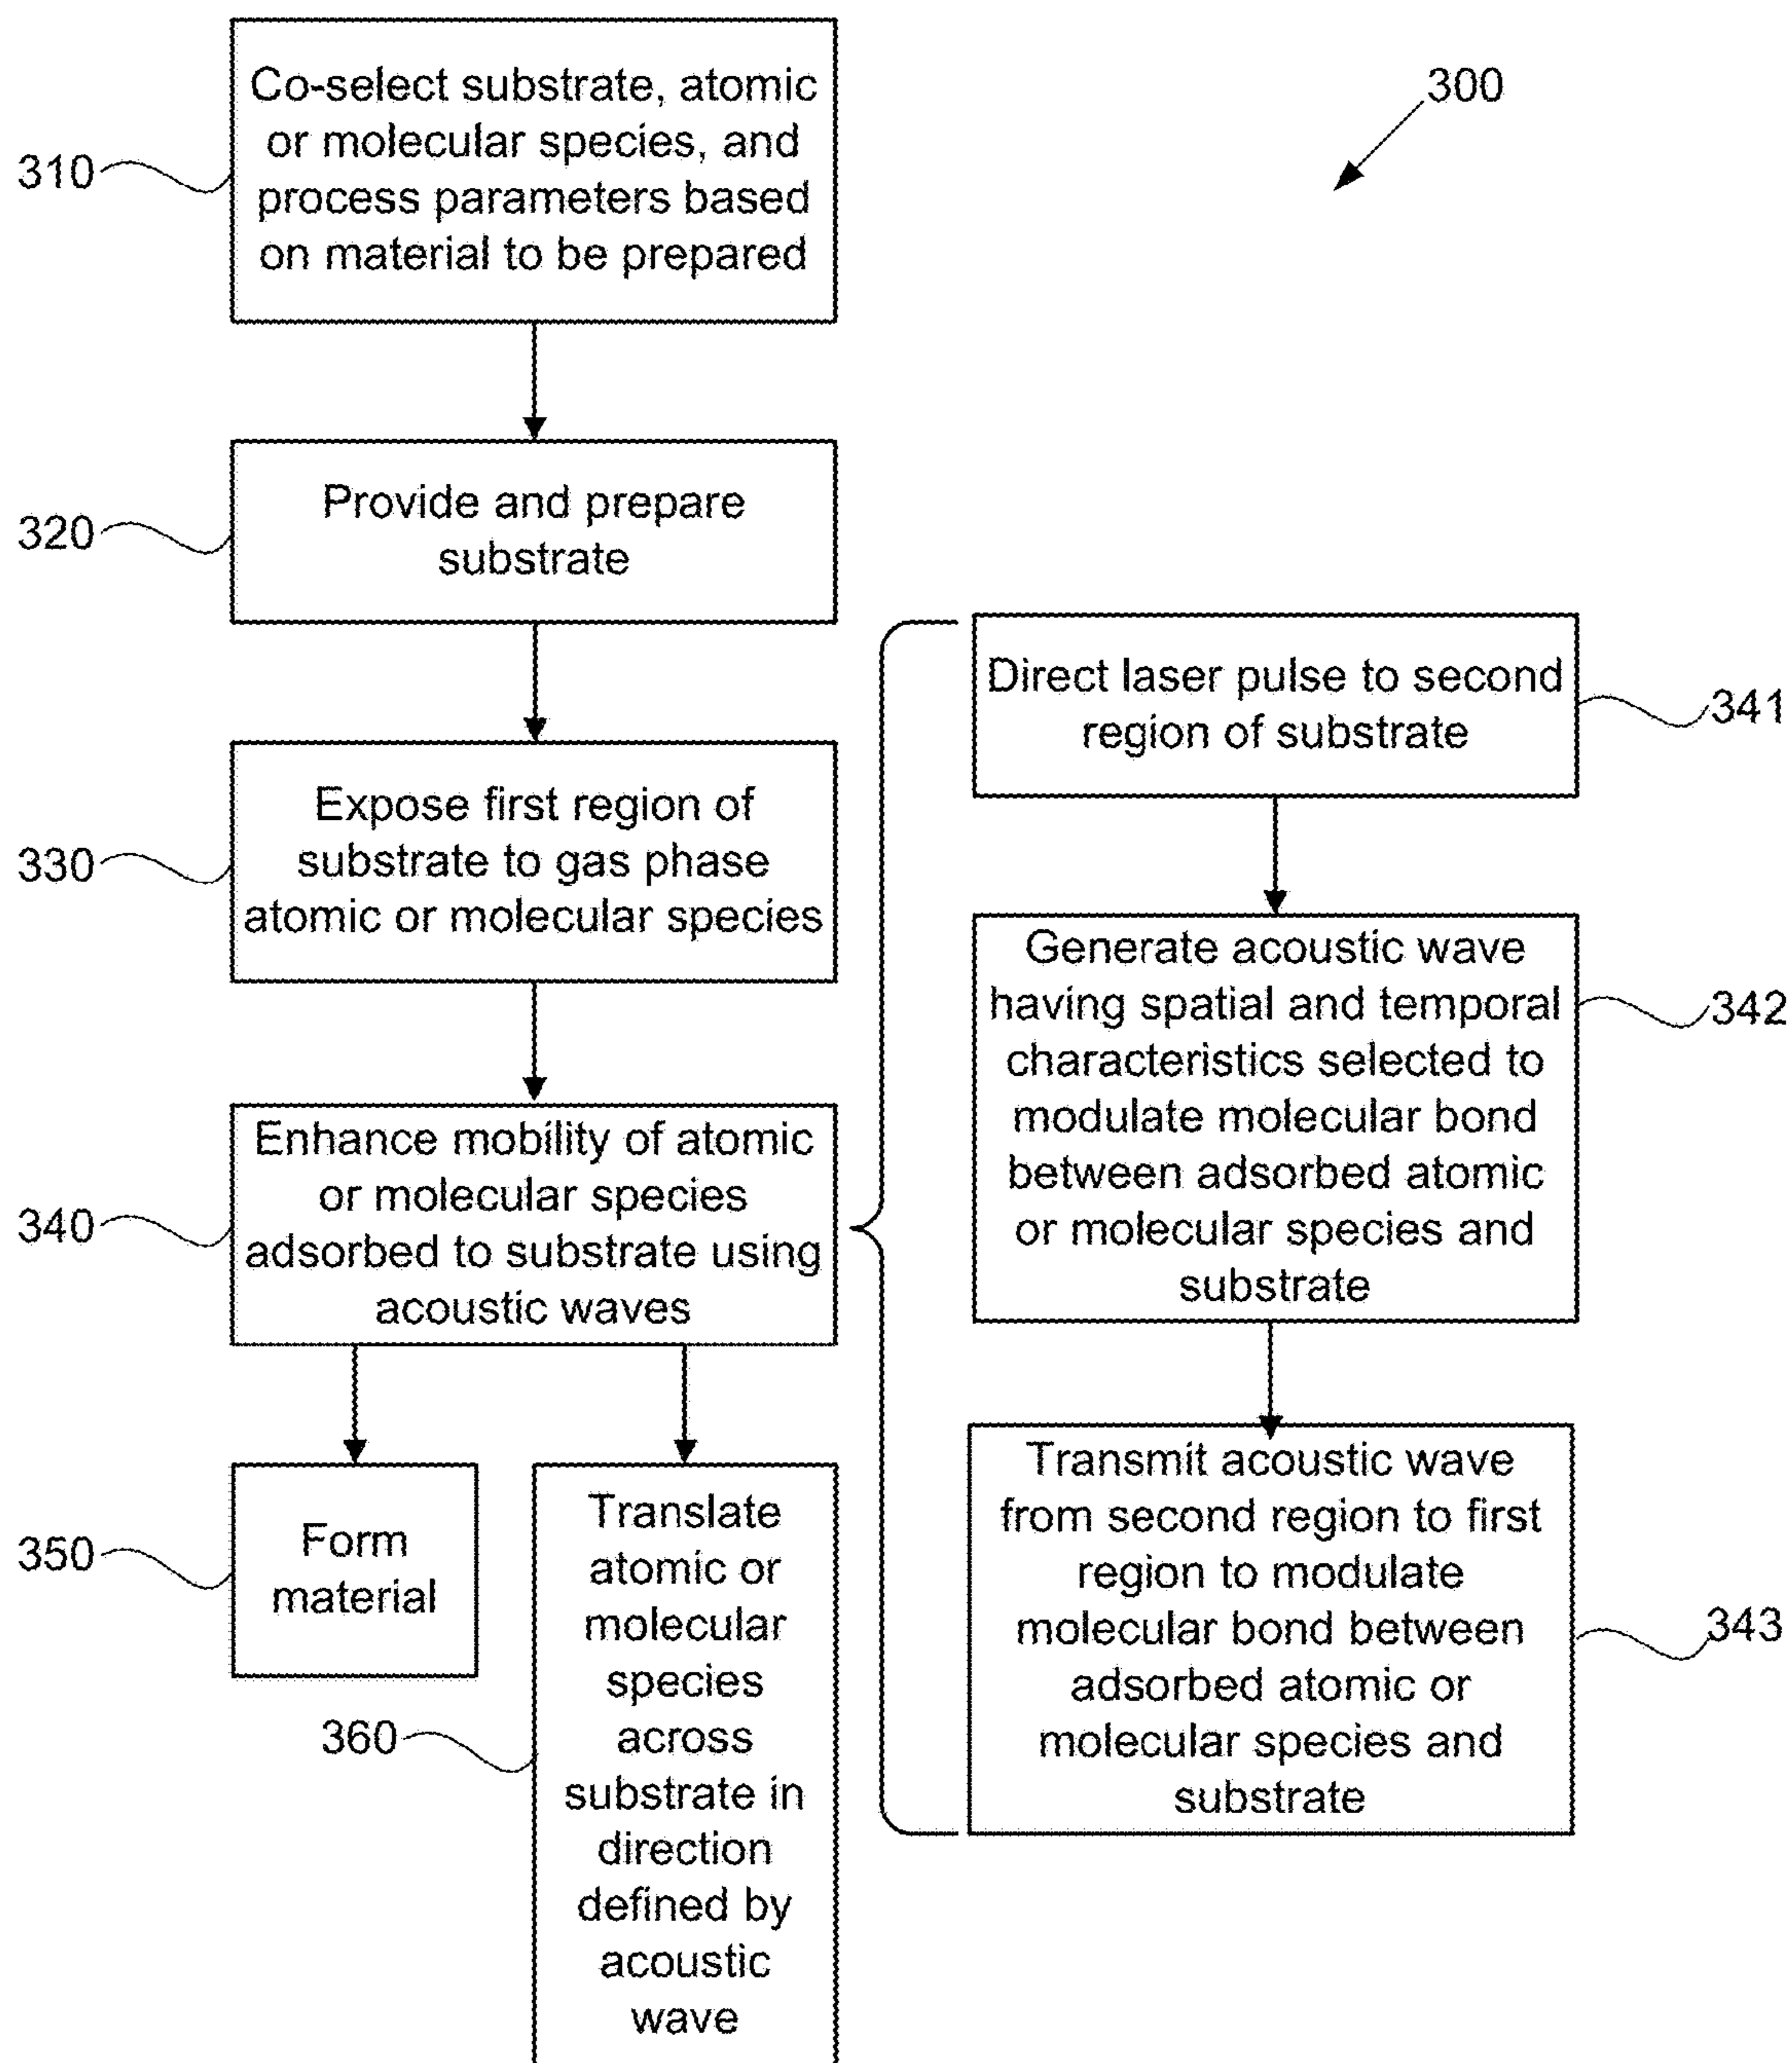 300
310
Co-select substrate, atomic
or molecular species, and
process parameters based
on material to be prepared
320
Provide and prepare
substrate
330
Expose first region of
substrate to gas phase
atomic or molecular species
340
Enhance mobility of atomic
or molecular species
adsorbed to substrate using
acoustic waves
350
Form
material
360
Translate
atomic or
molecular
species
across
substrate in
direction
defined by
acoustic
wave
Direct laser pulse to second
region of substrate
341
Generate acoustic wave
having spatial and temporal
characteristics selected to
modulate molecular bond
between adsorbed atomic
or molecular species and
substrate
342
Transmit acoustic wave
from second region to first
region to modulate
molecular bond between
adsorbed atomic or
molecular species and
substrate
343